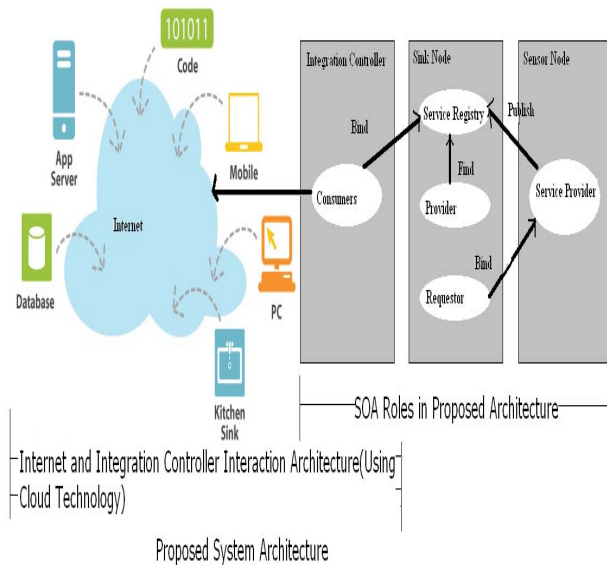 101011
Code
App
Server
Mobile
Internet
Database
PC
Kitchen
Sink
Integration Controller
Bind
Consumers
Sink Node
Service Registry
Find
Provider
Requestor
Sensor Node
Publish
Service Provider
Bind
SOA Roles in Proposed Architecture
Internet and Integration Controller Interaction Architecture(Using
Cloud Technology)
Proposed System Architecture